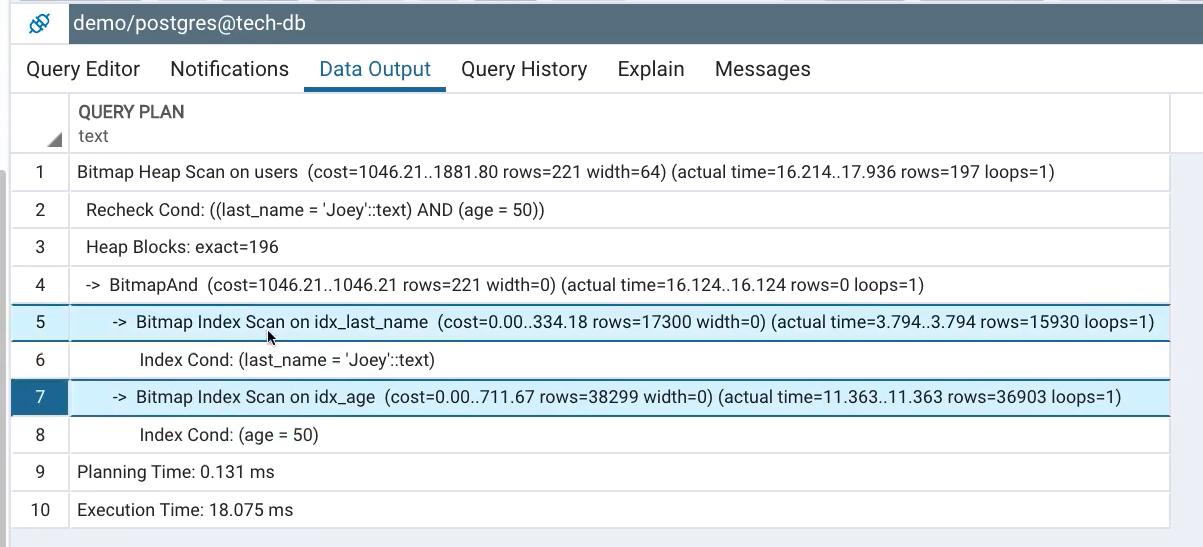 demo/postgres@tech-db
Query Editor Notifications Data Output Query History Explain Messages
QUERY PLAN
text
1 Bitmap Heap Scan on users (cost=1046.21..1881.80 rows=221 width=64) (actual time=16.214..17.936 rows=197 loops=1)
2 Recheck Cond: ((last_name = 'Joey'::text) AND (age = 50))
3 Heap Blocks: exact=196
4 -> BitmapAnd (cost=1046.21..1046.21 rows=221 width=0) (actual time=16.124..16.124 rows=0 loops=1)
5 -> Bitmap Index Scan on idx_last_name (cost=0.00..334.18 rows=17300 width=0) (actual time=3.794..3.794 rows=15930 loops=1)
6 Index Cond: (last_name = 'Joey'::text)
7 -> Bitmap Index Scan on idx_age (cost=0.00..711.67 rows=38299 width=0) (actual time=11.363..11.363 rows=36903 loops=1)
8 Index Cond: (age = 50)
9 Planning Time: 0.131 ms
10 Execution Time: 18.075 ms